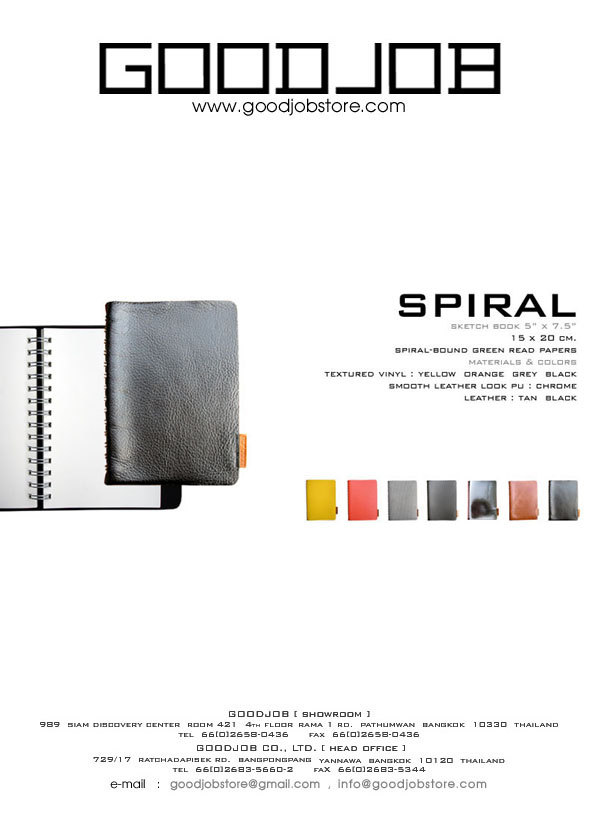 GOODJOB
www.goodjobstore.com
SPIRAL
SKETCH BOOK 5" X 7.5"
15 X 20 CM.
SPIRAL-BOUND GREEN READ PAPERS
MATERIALS & COLORS
TEXTURED VINYL : YELLOW ORANGE GREY BLACK
SMOOTH LEATHER LOOK PU : CHROME
LEATHER : TAN BLACK
GOODJOB [ SHOWROOM ]
989 SIAM DISCOVERY CENTER ROOM 421 4TH FLOOR RAMA 1 RD. PATHUMWAN BANGKOK 10330 THAILAND
TEL 66(0)2658-0436 FAX 66(0)2658-0436
GOODJOB CO., LTD. [ HEAD OFFICE ]
729/17 RATCHADAPISEK RD. BANGPONGPANG YANNAWA BANGKOK 10120 THAILAND
TEL 66(0)2683-5660-2 FAX 66(0)2683-5344
e-mail : goodjobstore@gmail.com , info@goodjobstore.com